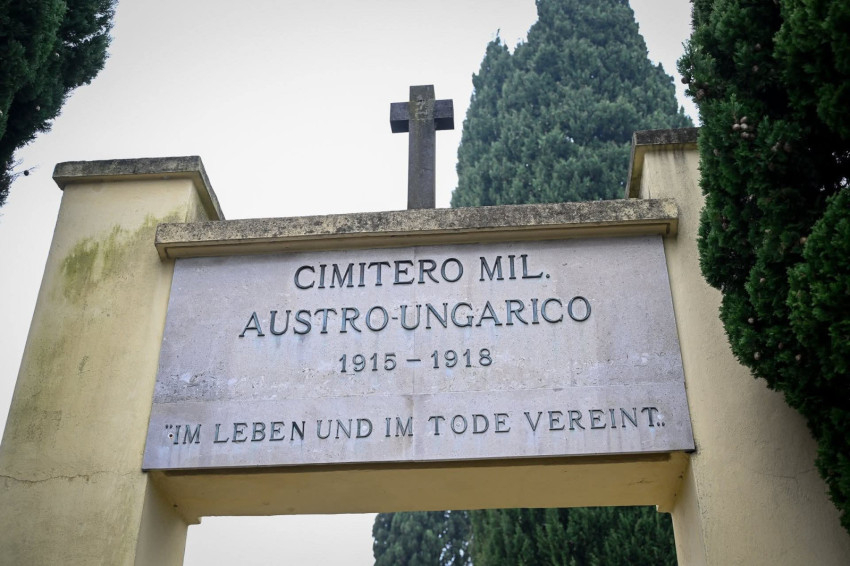 CIMITERO MIL.
AUSTRO-UNGARICO
1915 - 1918
"IM LEBEN UND IM TODE VEREINT"